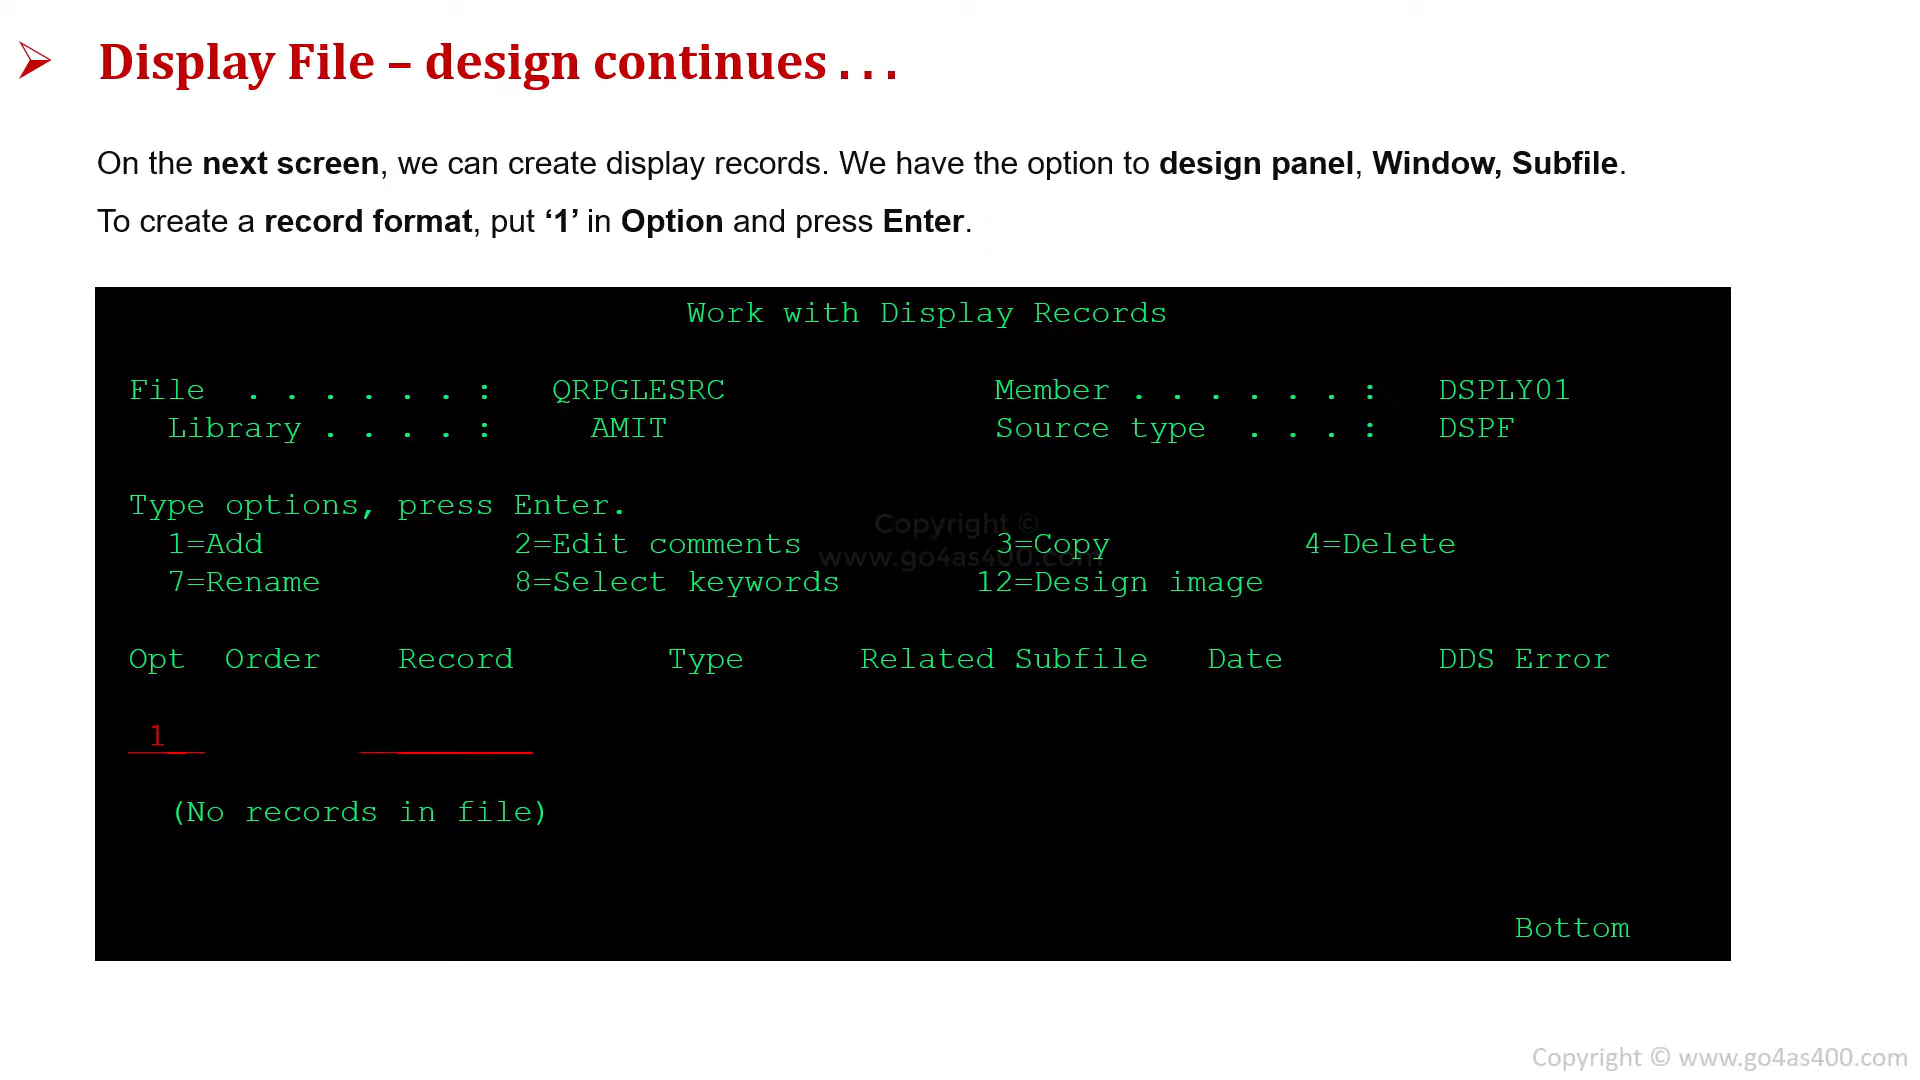 Display File – design continues . . .
On the next screen, we can create display records. We have the option to design panel, Window, Subfile.
To create a record format, put ‘1’ in Option and press Enter.
Work with Display Records
File . . . . . . : QRPGLESRC Member . . . . . . : DSPLY01
Library . . . . : AMIT Source type . . . : DSPF
Type options, press Enter.
Copyright ©
1=Add 2=Edit comments 3=Copy 4=Delete
www.go4as400.com
7=Rename 8=Select keywords 12=Design image
Opt Order Record Type Related Subfile Date DDS Error
1
(No records in file)
Bottom
Copyright © www.go4as400.com